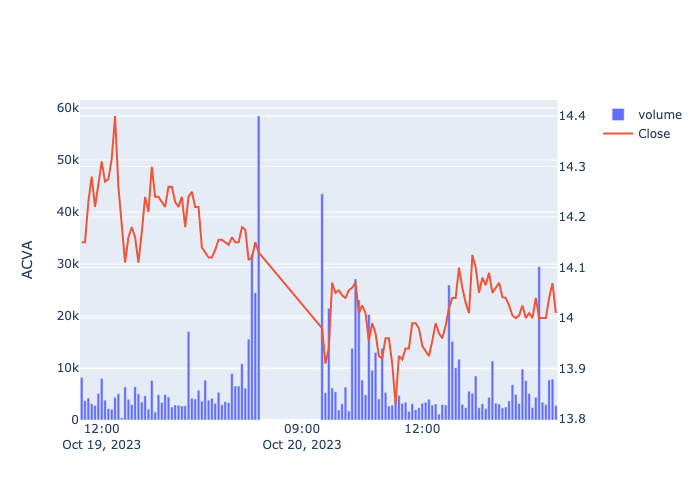 volume
Close
60k
50k
40k
30k
20k
10k
0
14.4
14.3
14.2
14.1
14
13.9
13.8
ACVA
12:00
Oct 19, 2023
09:00
Oct 20, 2023
12:00